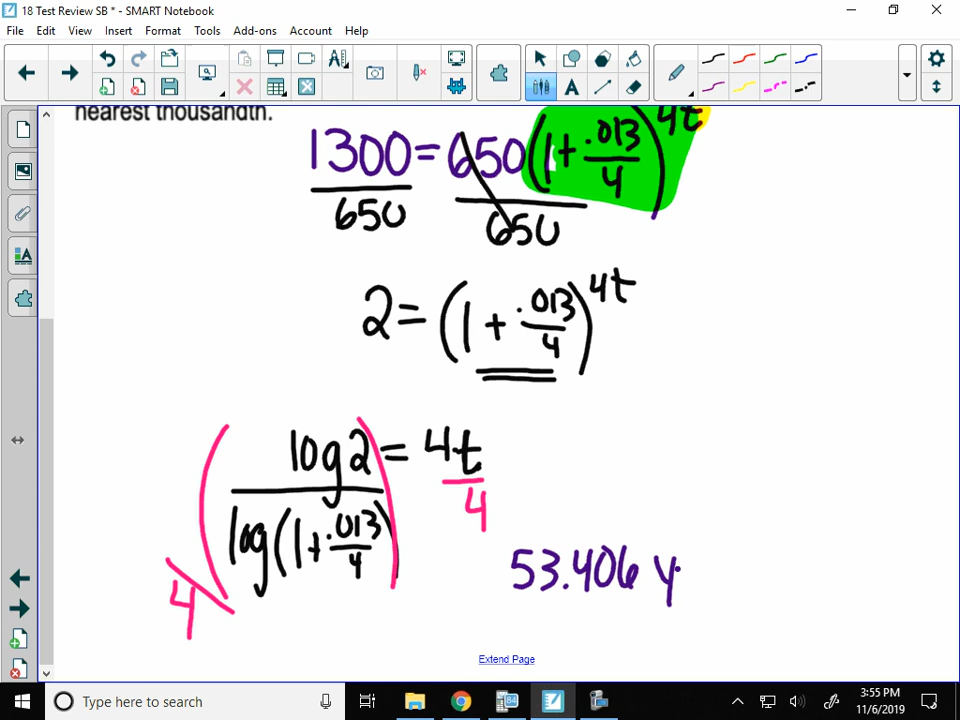 18 Test Review SB * - SMART Notebook
File Edit View Insert Format Tools Add-ons Account Help
nearest thousandth.
1300 = 650(1 + .013/4)^4t
650 650
2 = (1 + .013/4)^4t
log2 = 4t
4
log(1 + .013/4)
4
53.406 y
Extend Page
Type here to search
3:55 PM
11/6/2019